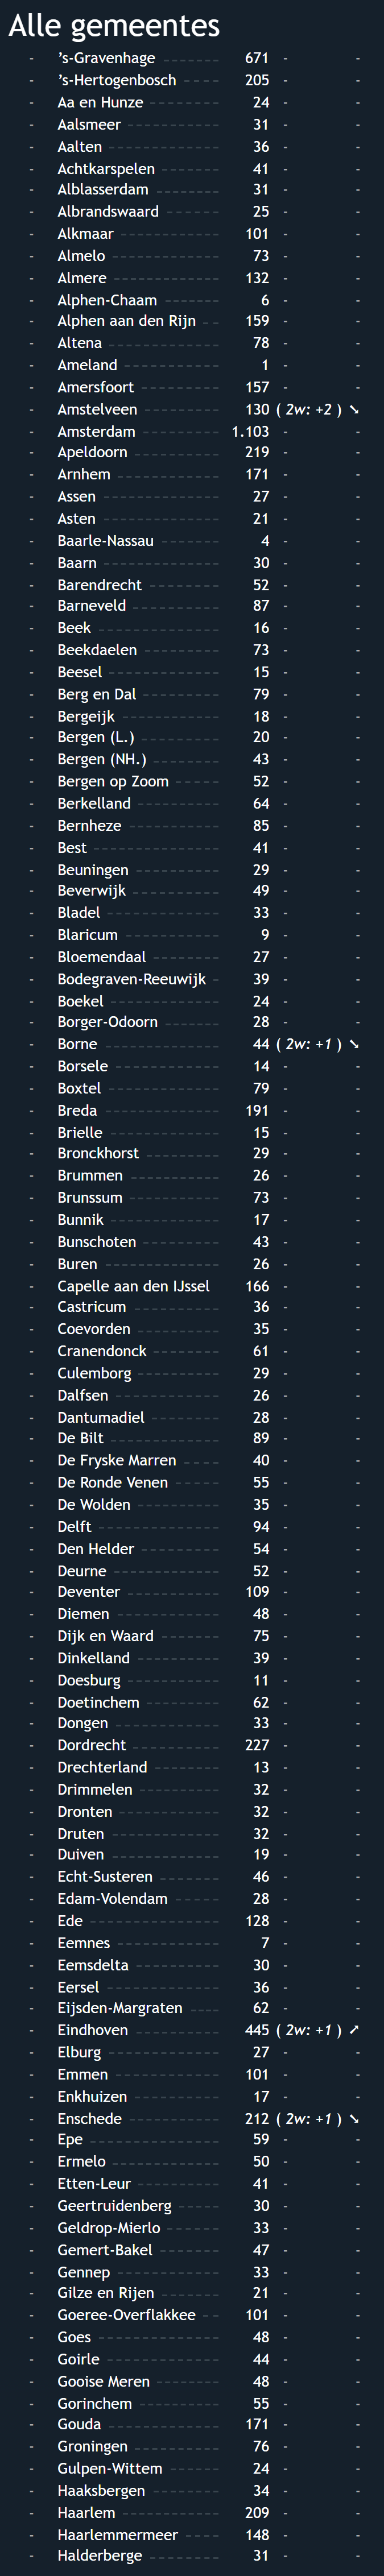 Alle gemeentes
- ’s-Gravenhage 671 - -
- ’s-Hertogenbosch 205 - -
- Aa en Hunze 24 - -
- Aalsmeer 31 - -
- Aalten 36 - -
- Achtkarspelen 41 - -
- Alblasserdam 31 - -
- Albrandswaard 25 - -
- Alkmaar 101 - -
- Almelo 73 - -
- Almere 132 - -
- Alphen-Chaam 6 - -
- Alphen aan den Rijn 159 - -
- Altena 78 - -
- Ameland 1 - -
- Amersfoort 157 - -
- Amstelveen 130 ( 2w: +2 ) ➘
- Amsterdam 1.103 - -
- Apeldoorn 219 - -
- Arnhem 171 - -
- Assen 27 - -
- Asten 21 - -
- Baarle-Nassau 4 - -
- Baarn 30 - -
- Barendrecht 52 - -
- Barneveld 87 - -
- Beek 16 - -
- Beekdaelen 73 - -
- Beesel 15 - -
- Berg en Dal 79 - -
- Bergeijk 18 - -
- Bergen (L.) 20 - -
- Bergen (NH.) 43 - -
- Bergen op Zoom 52 - -
- Berkelland 64 - -
- Bernheze 85 - -
- Best 41 - -
- Beuningen 29 - -
- Beverwijk 49 - -
- Bladel 33 - -
- Blaricum 9 - -
- Bloemendaal 27 - -
- Bodegraven-Reeuwijk 39 - -
- Boekel 24 - -
- Borger-Odoorn 28 - -
- Borne 44 ( 2w: +1 ) ➘
- Borsele 14 - -
- Boxtel 79 - -
- Breda 191 - -
- Brielle 15 - -
- Bronckhorst 29 - -
- Brummen 26 - -
- Brunssum 73 - -
- Bunnik 17 - -
- Bunschoten 43 - -
- Buren 26 - -
- Capelle aan den IJssel 166 - -
- Castricum 36 - -
- Coevorden 35 - -
- Cranendonck 61 - -
- Culemborg 29 - -
- Dalfsen 26 - -
- Dantumadiel 28 - -
- De Bilt 89 - -
- De Fryske Marren 40 - -
- De Ronde Venen 55 - -
- De Wolden 35 - -
- Delft 94 - -
- Den Helder 54 - -
- Deurne 52 - -
- Deventer 109 - -
- Diemen 48 - -
- Dijk en Waard 75 - -
- Dinkelland 39 - -
- Doesburg 11 - -
- Doetinchem 62 - -
- Dongen 33 - -
- Dordrecht 227 - -
- Drechterland 13 - -
- Drimmelen 32 - -
- Dronten 32 - -
- Druten 32 - -
- Duiven 19 - -
- Echt-Susteren 46 - -
- Edam-Volendam 28 - -
- Ede 128 - -
- Eemnes 7 - -
- Eemsdelta 30 - -
- Eersel 36 - -
- Eijsden-Margraten 62 - -
- Eindhoven 445 ( 2w: +1 ) ➚
- Elburg 27 - -
- Emmen 101 - -
- Enkhuizen 17 - -
- Enschede 212 ( 2w: +1 ) ➘
- Epe 59 - -
- Ermelo 50 - -
- Etten-Leur 41 - -
- Geertruidenberg 30 - -
- Geldrop-Mierlo 33 - -
- Gemert-Bakel 47 - -
- Gennep 33 - -
- Gilze en Rijen 21 - -
- Goeree-Overflakkee 101 - -
- Goes 48 - -
- Goirle 44 - -
- Gooise Meren 48 - -
- Gorinchem 55 - -
- Gouda 171 - -
- Groningen 76 - -
- Gulpen-Wittem 24 - -
- Haaksbergen 34 - -
- Haarlem 209 - -
- Haarlemmermeer 148 - -
- Halderberge 31 - -